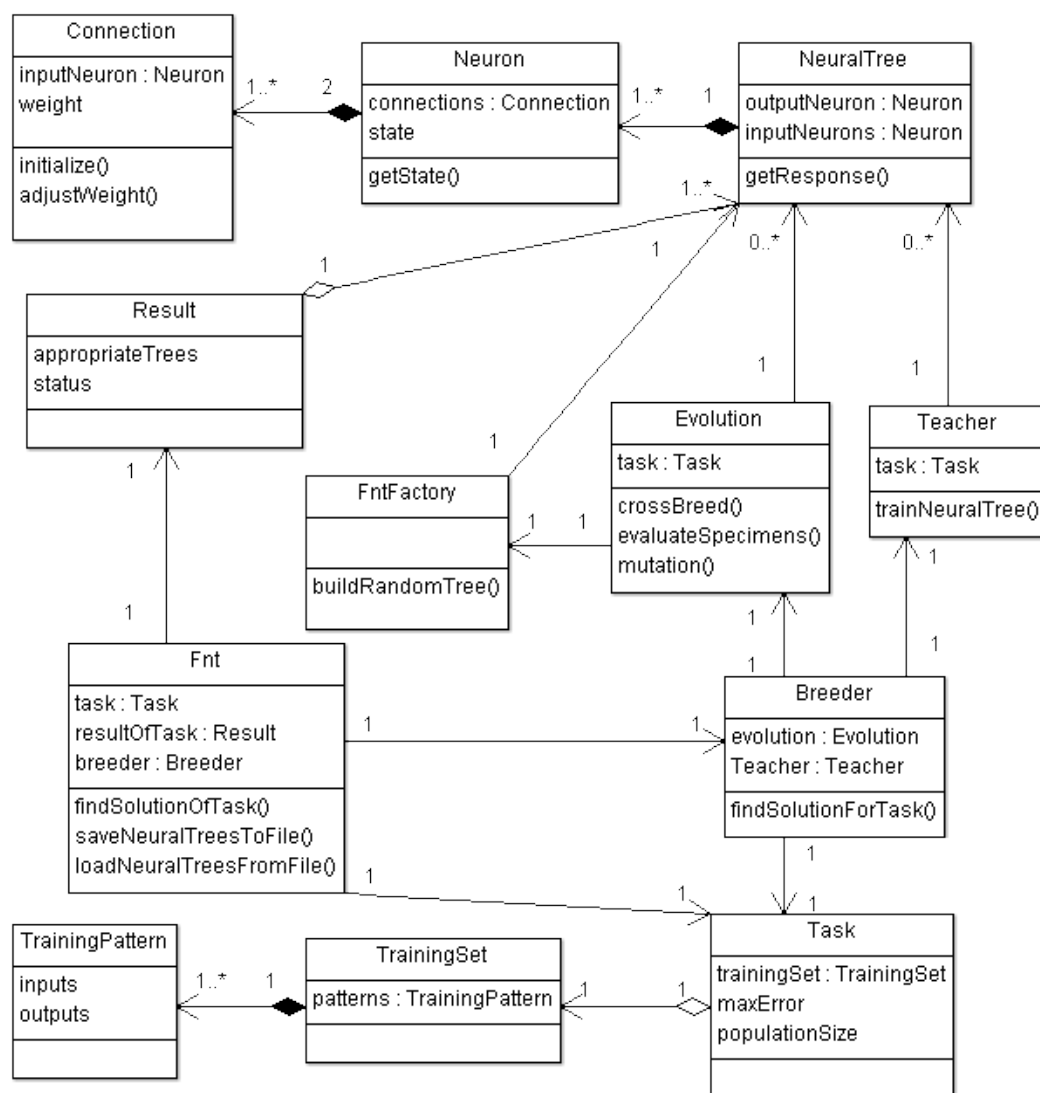 Connection
inputNeuron : Neuron
weight
initialize()
adjustWeight()
1..*
2
Neuron
connections : Connection
state
getState()
1..*
1
NeuralTree
outputNeuron : Neuron
inputNeurons : Neuron
getResponse()
1..*
1
1
0..*
0..*
Result
appropriateTrees
status
1
1
1
1
Evolution
task : Task
crossBreed()
evaluateSpecimens()
mutation()
Teacher
task : Task
trainNeuralTree()
FntFactory
buildRandomTree()
1
1
1
1
1
1
1
Fnt
task : Task
resultOfTask : Result
breeder : Breeder
findSolutionOfTask()
saveNeuralTreesToFile()
loadNeuralTreesFromFile()
1
1
Breeder
evolution : Evolution
Teacher : Teacher
findSolutionForTask()
1
1
1
1
TrainingPattern
inputs
outputs
1..*
1
TrainingSet
patterns : TrainingPattern
1
1
Task
trainingSet : TrainingSet
maxError
populationSize